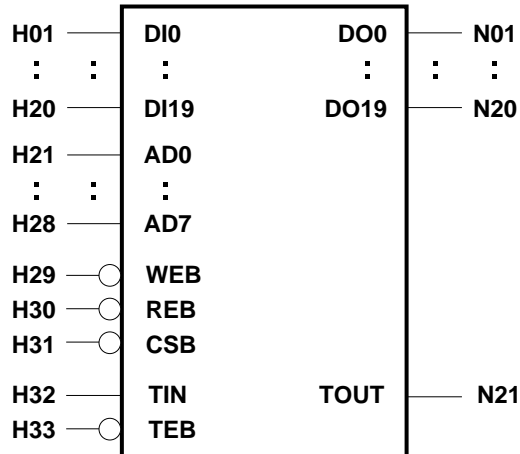 H01 DI0 DO0 N01
: : : : : :
H20 DI19 DO19 N20
H21 AD0
: : :
H28 AD7
H29 WEB
H30 REB
H31 CSB
H32 TIN TOUT N21
H33 TEB